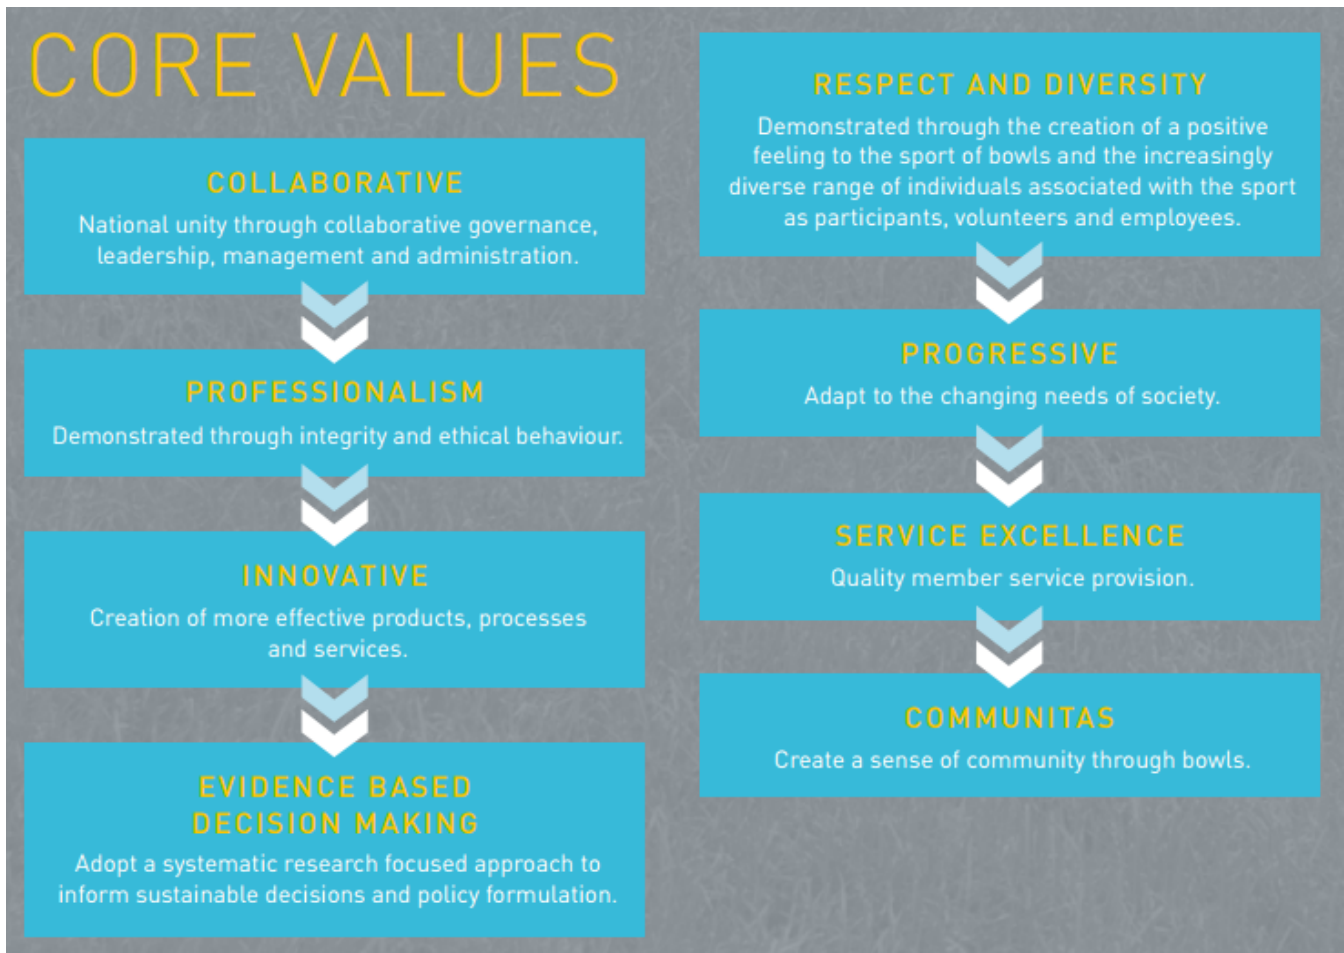 CORE VALUES
COLLABORATIVE
National unity through collaborative governance,
leadership, management and administration.
PROFESSIONALISM
Demonstrated through integrity and ethical behaviour.
INNOVATIVE
Creation of more effective products, processes
and services.
EVIDENCE BASED
DECISION MAKING
Adopt a systematic research focused approach to
inform sustainable decisions and policy formulation.
RESPECT AND DIVERSITY
Demonstrated through the creation of a positive
feeling to the sport of bowls and the increasingly
diverse range of individuals associated with the sport
as participants, volunteers and employees.
PROGRESSIVE
Adapt to the changing needs of society.
SERVICE EXCELLENCE
Quality member service provision.
COMMUNITAS
Create a sense of community through bowls.